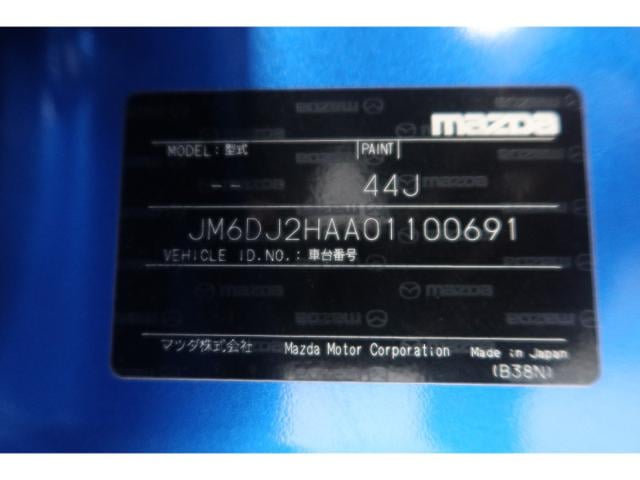 mazda
MODEL:型式 PAINT
-- 44J
JM6DJ2HAA01100691
VEHICLE ID.NO.:車台番号
マツダ株式会社 Mazda Motor Corporation Made in Japan
(B38N)